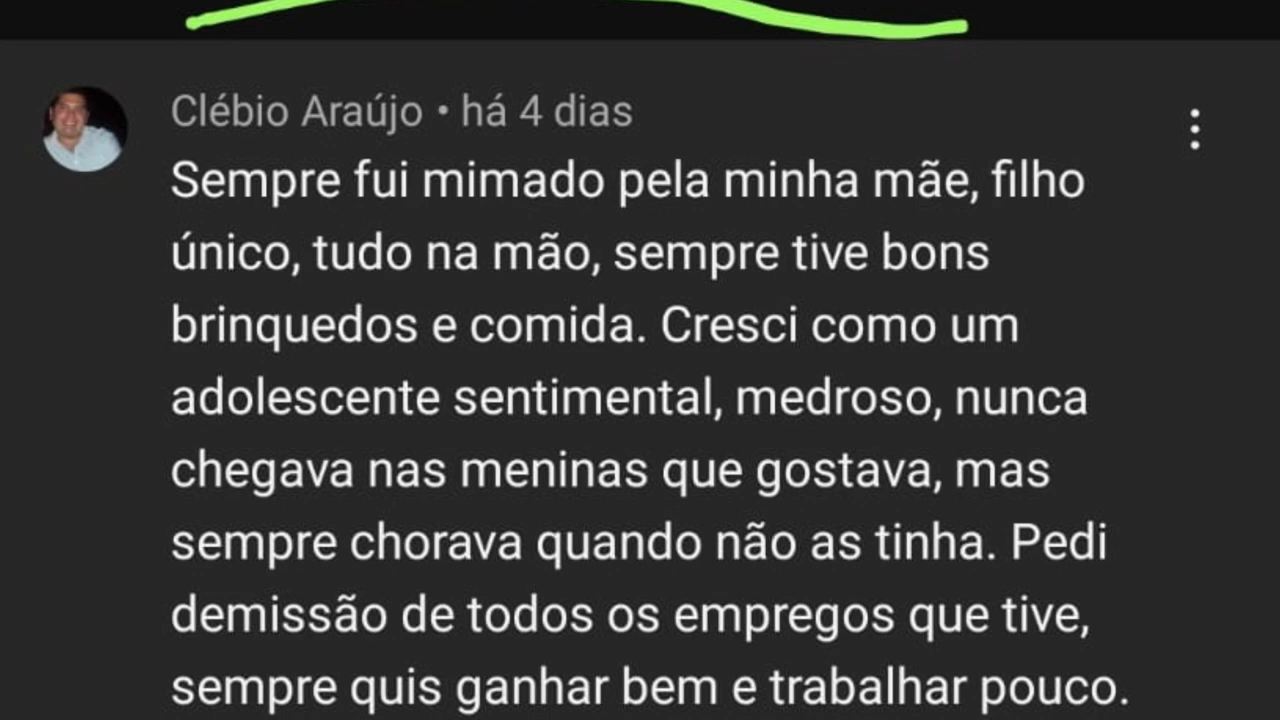 Clébio Araújo • há 4 dias
Sempre fui mimado pela minha mãe, filho
único, tudo na mão, sempre tive bons
brinquedos e comida. Cresci como um
adolescente sentimental, medroso, nunca
chegava nas meninas que gostava, mas
sempre chorava quando não as tinha. Pedi
demissão de todos os empregos que tive,
sempre quis ganhar bem e trabalhar pouco.